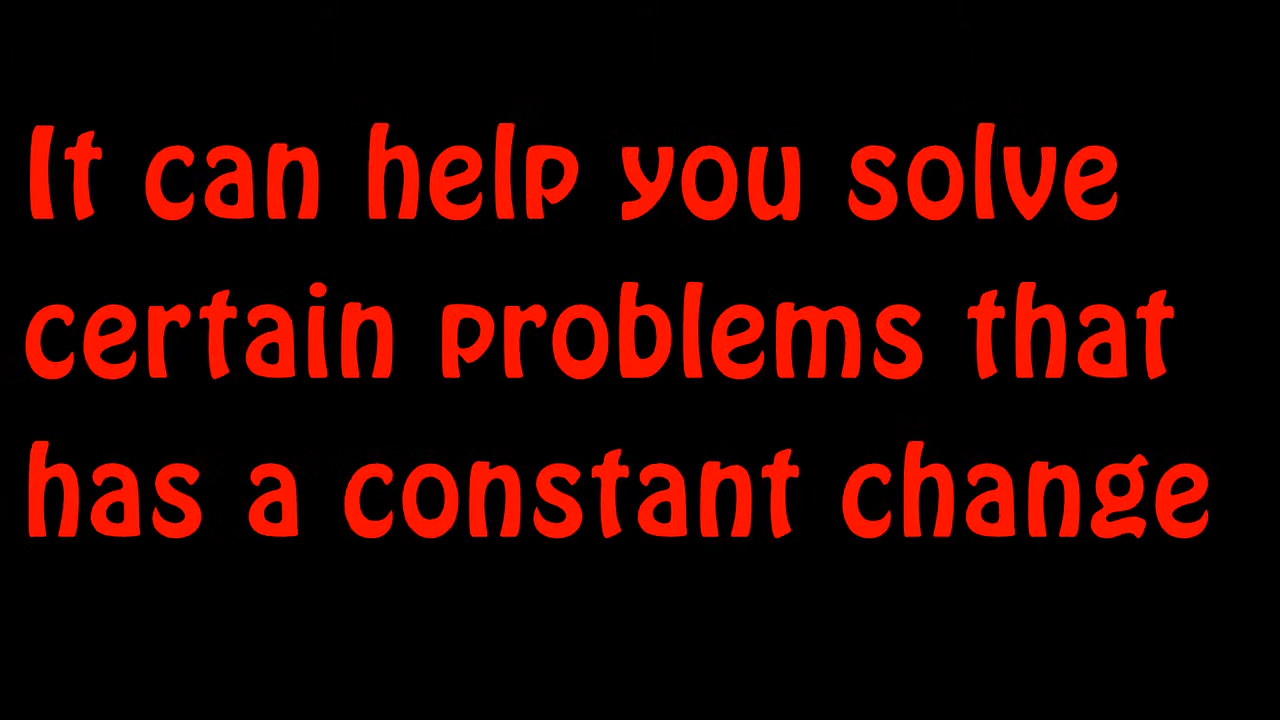 It can help you solve
certain problems that
has a constant change